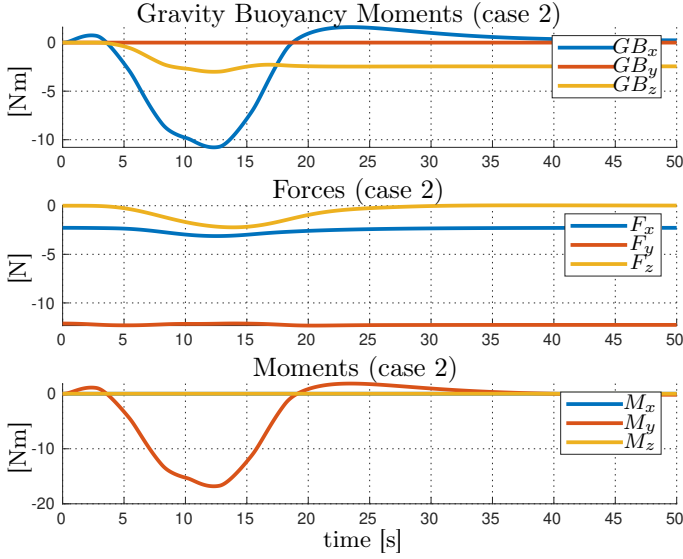 Gravity Buoyancy Moments (case 2)
[Nm]
0
-5
-10
GB_x
GB_y
GB_z
0 5 10 15 20 25 30 35 40 45 50
Forces (case 2)
[N]
0
-5
-10
F_x
F_y
F_z
0 5 10 15 20 25 30 35 40 45 50
Moments (case 2)
[Nm]
0
-10
-20
M_x
M_y
M_z
0 5 10 15 20 25 30 35 40 45 50
time [s]